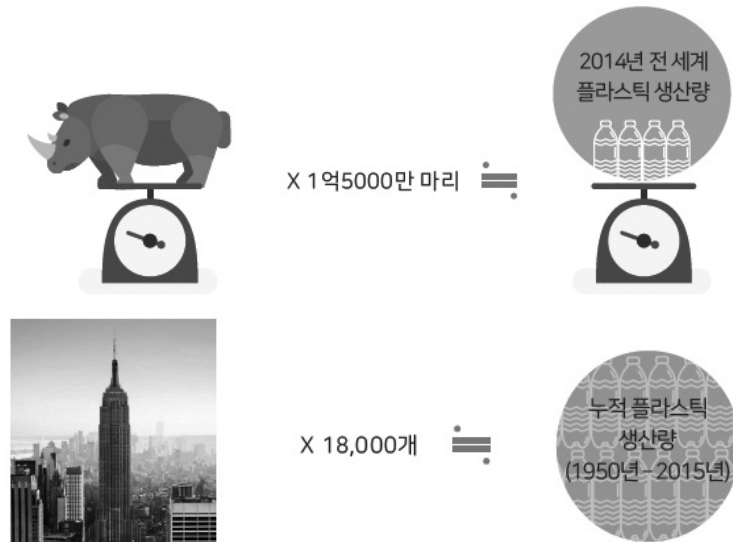 2014년 전 세계
플라스틱 생산량
X 1억5000만 마리 ≒
X 18,000개 ≒
누적 플라스틱
생산량
(1950년-2015년)